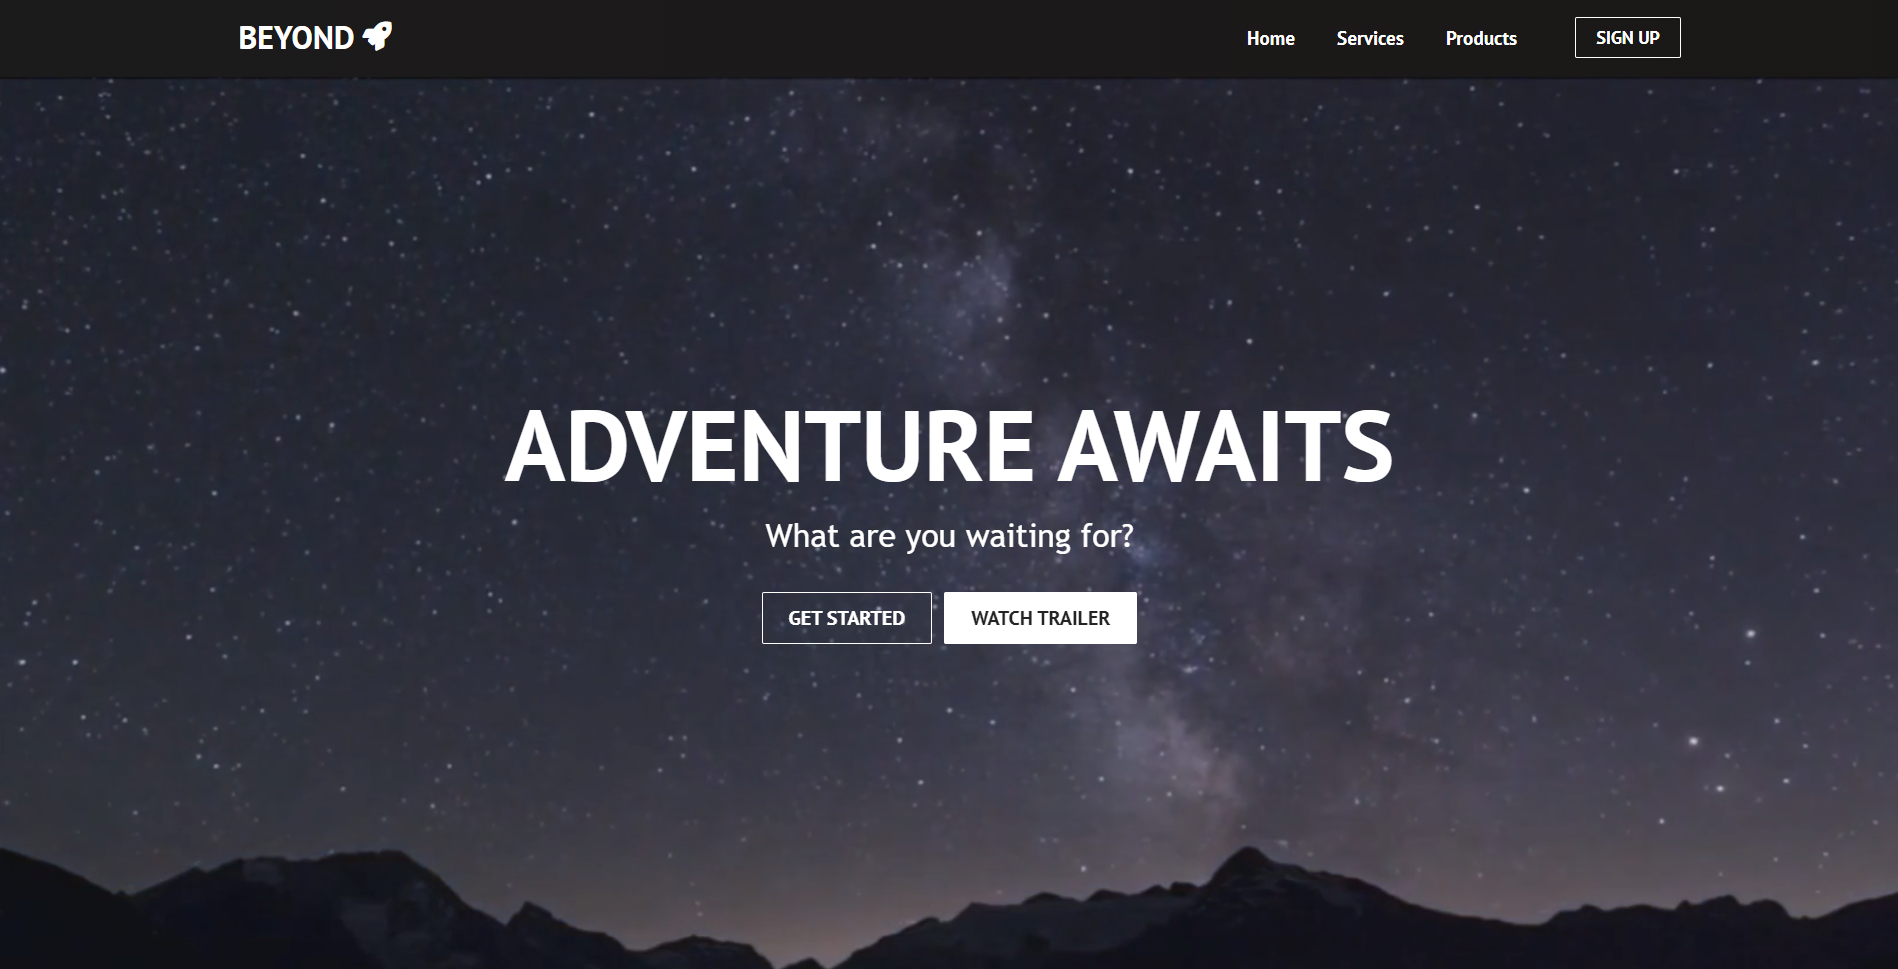 BEYOND
Home Services Products SIGN UP
ADVENTURE AWAITS
What are you waiting for?
GET STARTED WATCH TRAILER